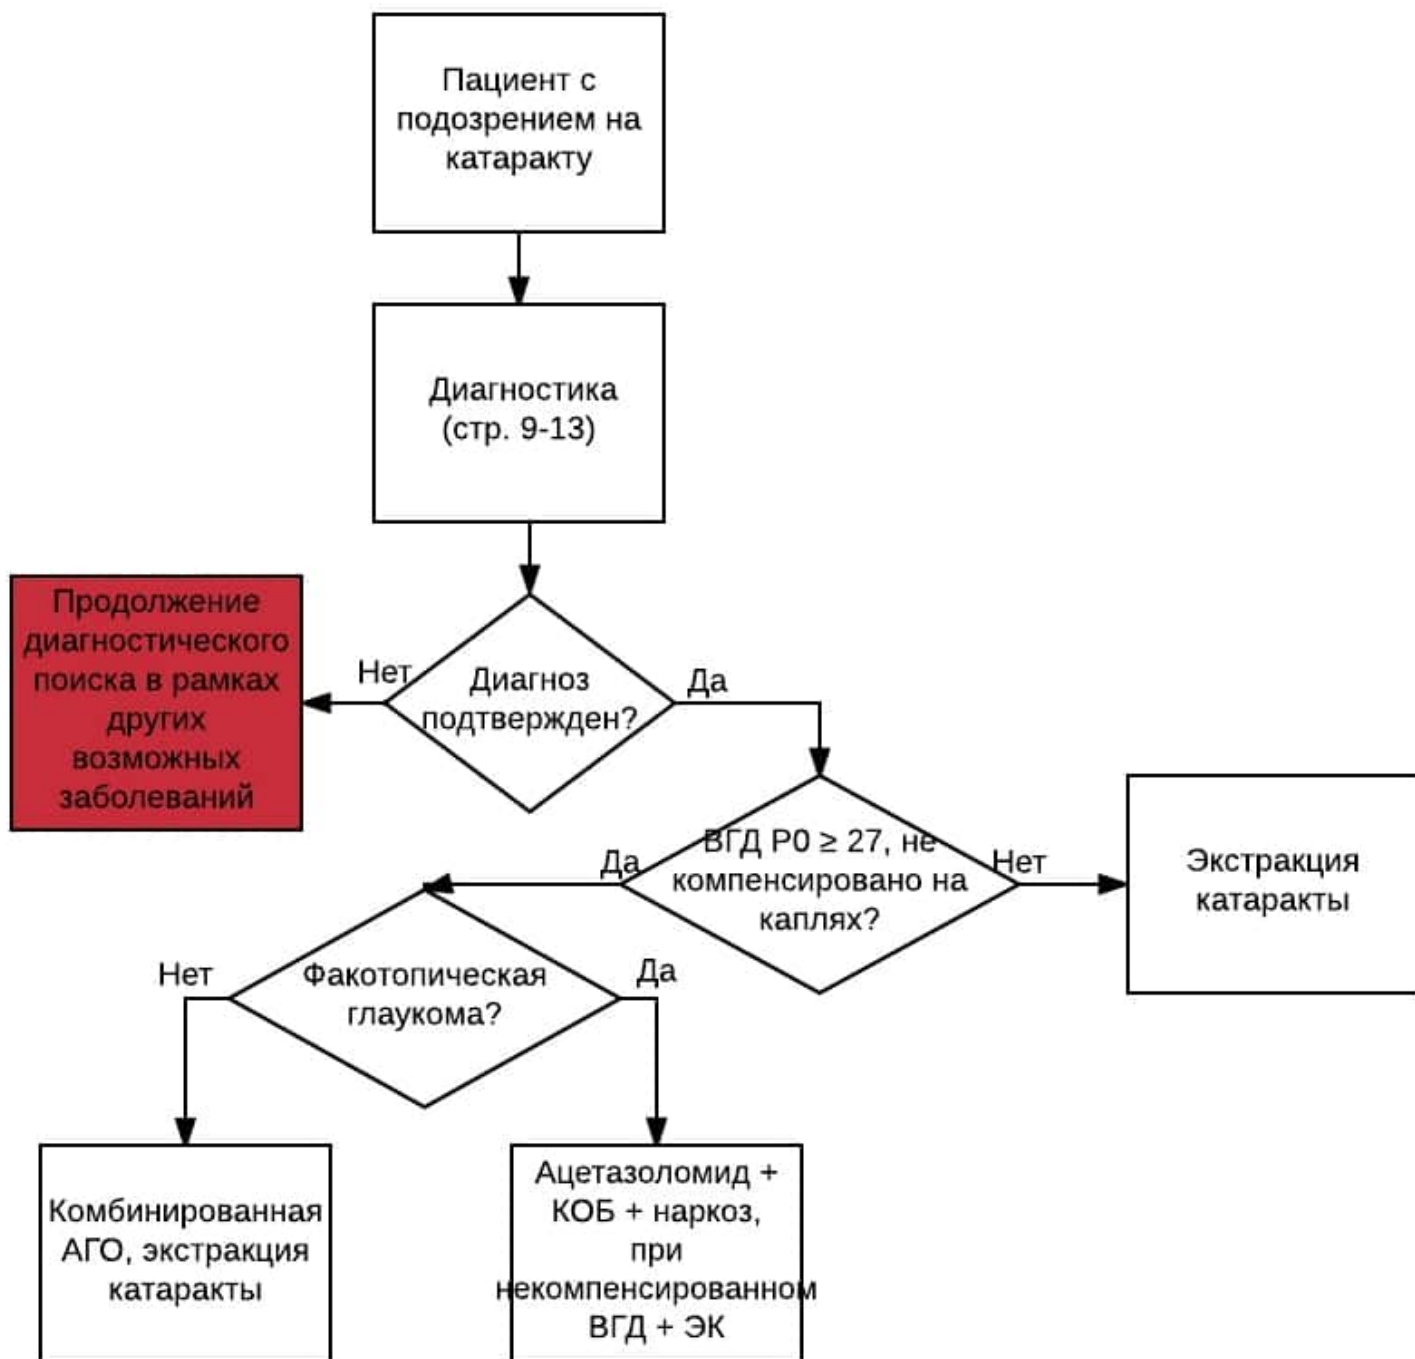 Пациент с
подозрением на
катаракту
Диагностика
(стр. 9-13)
Продолжение
диагностического
поиска в рамках
других
возможных
заболеваний
Нет
Диагноз
подтвержден?
Да
ВГД P0 ≥ 27, не
компенсировано на
каплях?
Да
Нет
Экстракция
катаракты
Нет
Факотопическая
глаукома?
Да
Комбинированная
АГО, экстракция
катаракты
Ацетазоломид +
КОБ + наркоз,
при
некомпенсированном
ВГД + ЭК